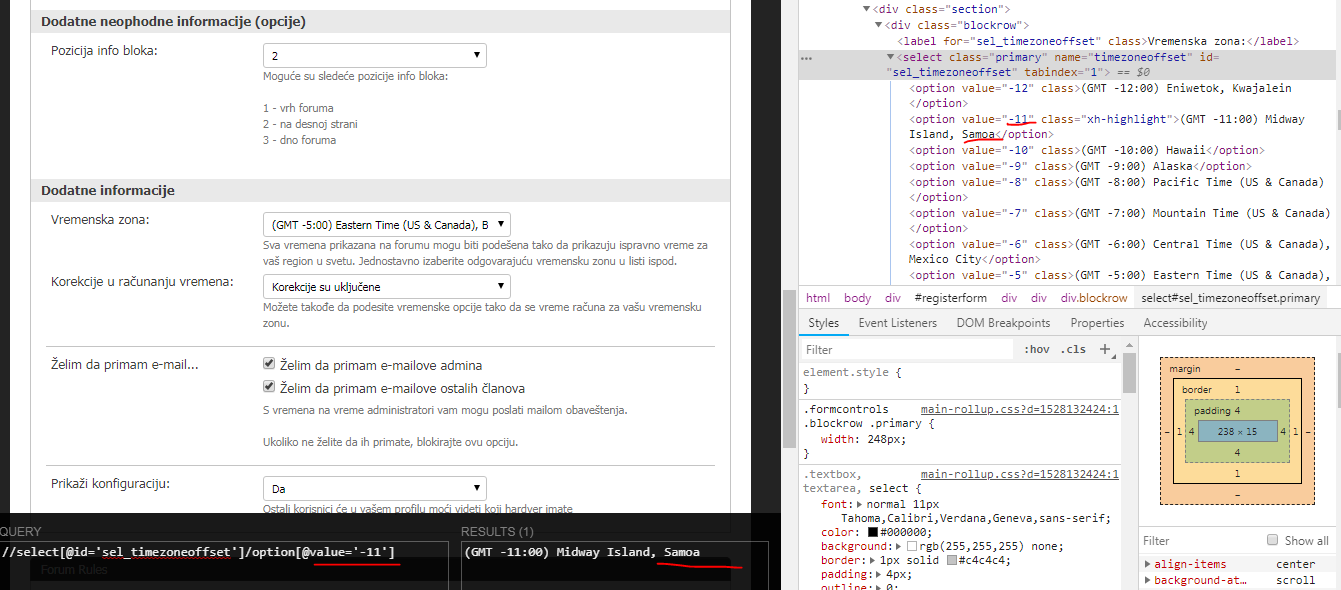 Dodatne neophodne informacije (opcije)
Pozicija info bloka:
2
Moguće su sledeće pozicije info bloka:
1 - vrh foruma
2 - na desnoj strani
3 - dno foruma
Dodatne informacije
Vremenska zona:
(GMT -5:00) Eastern Time (US & Canada), B
Sva vremena prikazana na forumu mogu biti podešena tako da prikazuju ispravno vreme za
vaš region u svetu. Jednostavno izaberite odgovarajuću vremensku zonu u listi ispod.
Korekcije u računanju vremena:
Korekcije su uključene
Možete takođe da podesite vremenske opcije tako da se vreme računa za vašu vremensku
zonu.
Želim da primam e-mail...
Želim da primam e-mailove admina
Želim da primam e-mailove ostalih članova
S vremena na vreme administratori vam mogu poslati mailom obaveštenja.
Ukoliko ne želite da ih primate, blokirajte ovu opciju.
Prikaži konfiguraciju:
Da
Ostali korisnici će u vašem profilu moći videti koji hardver imate
QUERY
//select[@id='sel_timezoneoffset']/option[@value='-11']
Forum Rules
RESULTS (1)
(GMT -11:00) Midway Island, Samoa
<div class="section">
<div class="blockrow">
<label for="sel_timezoneoffset" class>Vremenska zona:</label>
... <select class="primary" name="timezoneoffset" id=
"sel_timezoneoffset" tabindex="1"> == $0
<option value="-12" class>(GMT -12:00) Eniwetok, Kwajalein
</option>
<option value="-11" class="xh-highlight">(GMT -11:00) Midway
Island, Samoa</option>
<option value="-10" class>(GMT -10:00) Hawaii</option>
<option value="-9" class>(GMT -9:00) Alaska</option>
<option value="-8" class>(GMT -8:00) Pacific Time (US & Canada)
</option>
<option value="-7" class>(GMT -7:00) Mountain Time (US & Canada)
</option>
<option value="-6" class>(GMT -6:00) Central Time (US & Canada),
Mexico City</option>
<option value="-5" class>(GMT -5:00) Eastern Time (US & Canada),
html body div #registerform div div div.blockrow select#sel_timezoneoffset.primary
Styles Event Listeners DOM Breakpoints Properties Accessibility
Filter :hov .cls +
element.style {
}
.formcontrols main-rollup.css?d=1528132424:1
.blockrow .primary {
width: 248px;
}
.textbox, main-rollup.css?d=1528132424:1
textarea, select {
font: normal 11px
Tahoma,Calibri,Verdana,Geneva,sans-serif;
color: #000000;
background: rgb(255,255,255) none;
border: 1px solid #c4c4c4;
padding: 4px;
outline: 0;
margin -
border 1
padding 4
- 1 4 238 × 15 4 1 -
4
1
-
Filter Show all
align-items center
background-at… scroll